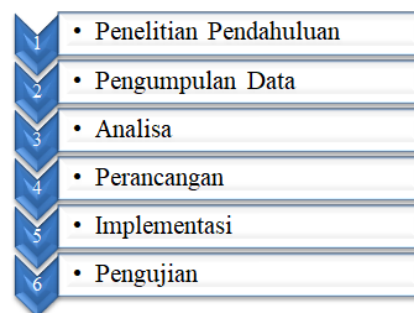 1 • Penelitian Pendahuluan
2 • Pengumpulan Data
3 • Analisa
4 • Perancangan
5 • Implementasi
6 • Pengujian